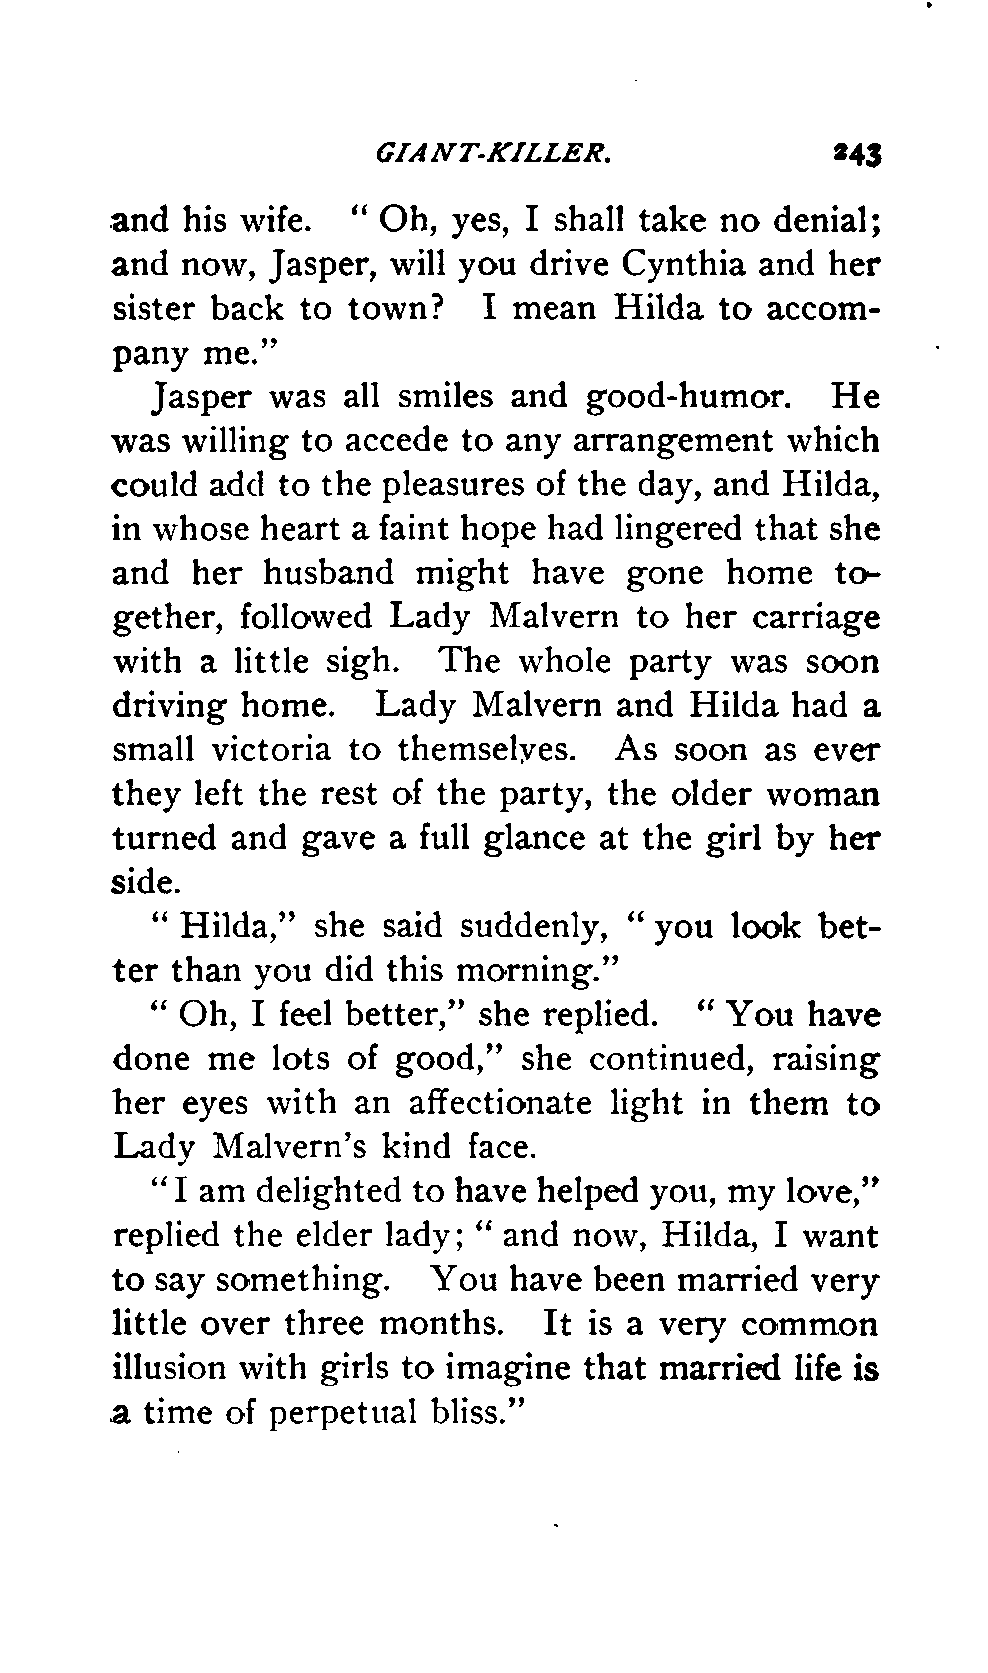 GIANT-KILLER. 243
and his wife. “ Oh, yes, I shall take no denial;
and now, Jasper, will you drive Cynthia and her
sister back to town? I mean Hilda to accom-
pany me.”
Jasper was all smiles and good-humor. He
was willing to accede to any arrangement which
could add to the pleasures of the day, and Hilda,
in whose heart a faint hope had lingered that she
and her husband might have gone home to-
gether, followed Lady Malvern to her carriage
with a little sigh. The whole party was soon
driving home. Lady Malvern and Hilda had a
small victoria to themselves. As soon as ever
they left the rest of the party, the older woman
turned and gave a full glance at the girl by her
side.
“ Hilda,” she said suddenly, “ you look bet-
ter than you did this morning.”
“ Oh, I feel better,” she replied. “ You have
done me lots of good,” she continued, raising
her eyes with an affectionate light in them to
Lady Malvern's kind face.
“ I am delighted to have helped you, my love,”
replied the elder lady; “ and now, Hilda, I want
to say something. You have been married very
little over three months. It is a very common
illusion with girls to imagine that married life is
a time of perpetual bliss.”